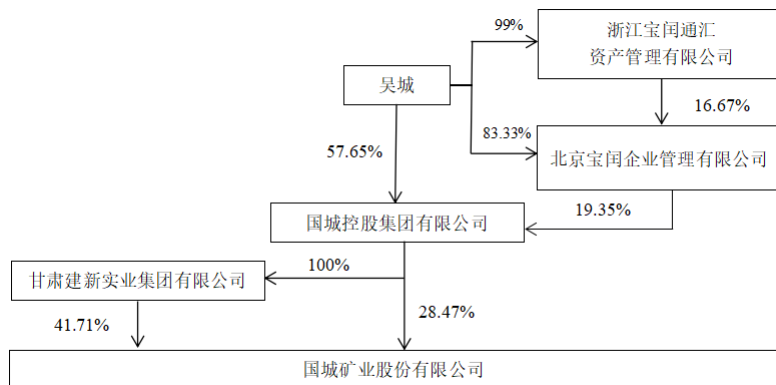 99%
浙江宝闰通汇
资产管理有限公司
吴城
16.67%
83.33%
57.65%
北京宝闰企业管理有限公司
19.35%
国城控股集团有限公司
100%
甘肃建新实业集团有限公司
41.71%
28.47%
国城矿业股份有限公司